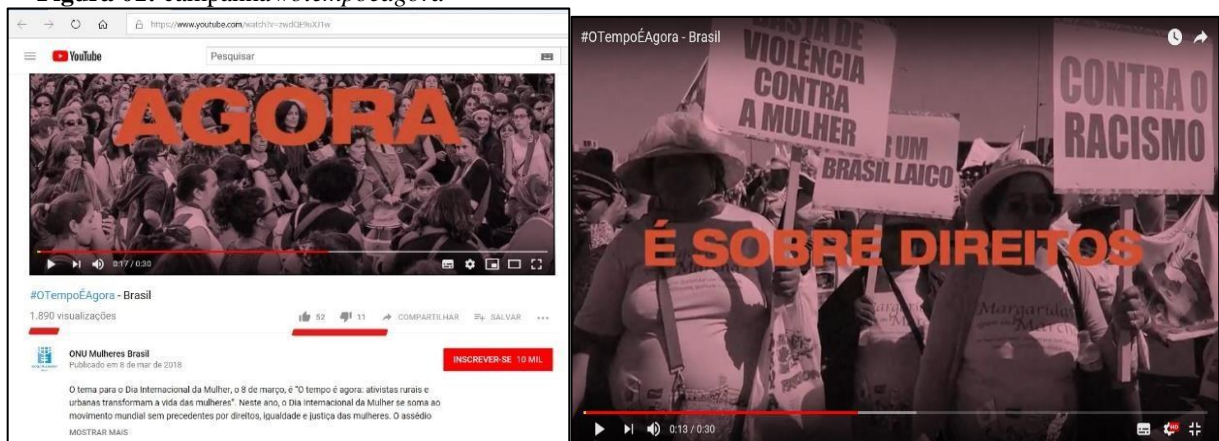 Figura 02: campanha #otempoéagora
https://www.youtube.com/watch?v=zwdQE9uXJ1w
YouTube
Pesquisar
AGORA
0:17 / 0:30
#OTempoÉAgora - Brasil
1.890 visualizações
52
11
COMPARTILHAR
SALVAR
ONU Mulheres Brasil
Publicado em 8 de mar de 2018
INSCREVER-SE 10 MIL
O tema para o Dia Internacional da Mulher, o 8 de março, é "O tempo é agora: ativistas rurais e
urbanas transformam a vida das mulheres". Neste ano, o Dia Internacional da Mulher se soma ao
movimento mundial sem precedentes por direitos, igualdade e justiça das mulheres. O assédio
MOSTRAR MAIS
#OTempoÉAgora - Brasil
BASTA DE
VIOLÊNCIA
CONTRA
A MULHER
UM
BRASIL LAICO
CONTRA O
RACISMO
É SOBRE DIREITOS
Margaridas
0:13 / 0:30
HD